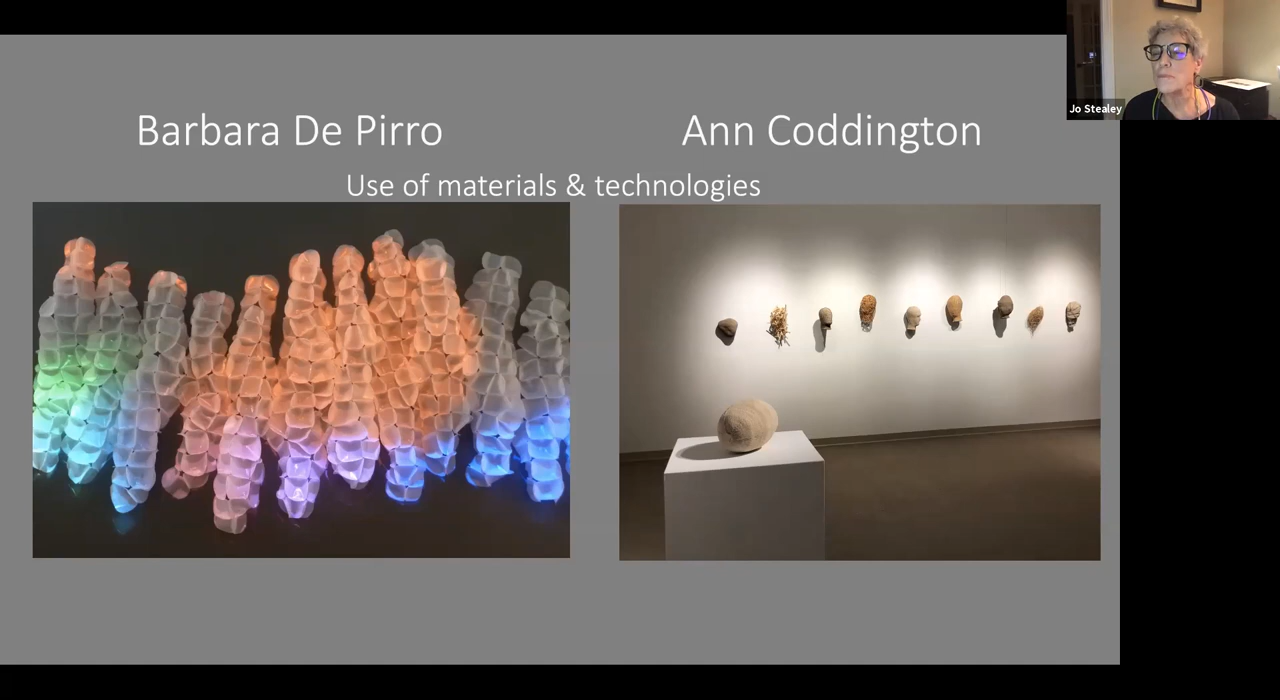 Jo Stealey
Barbara De Pirro
Ann Coddington
Use of materials & technologies